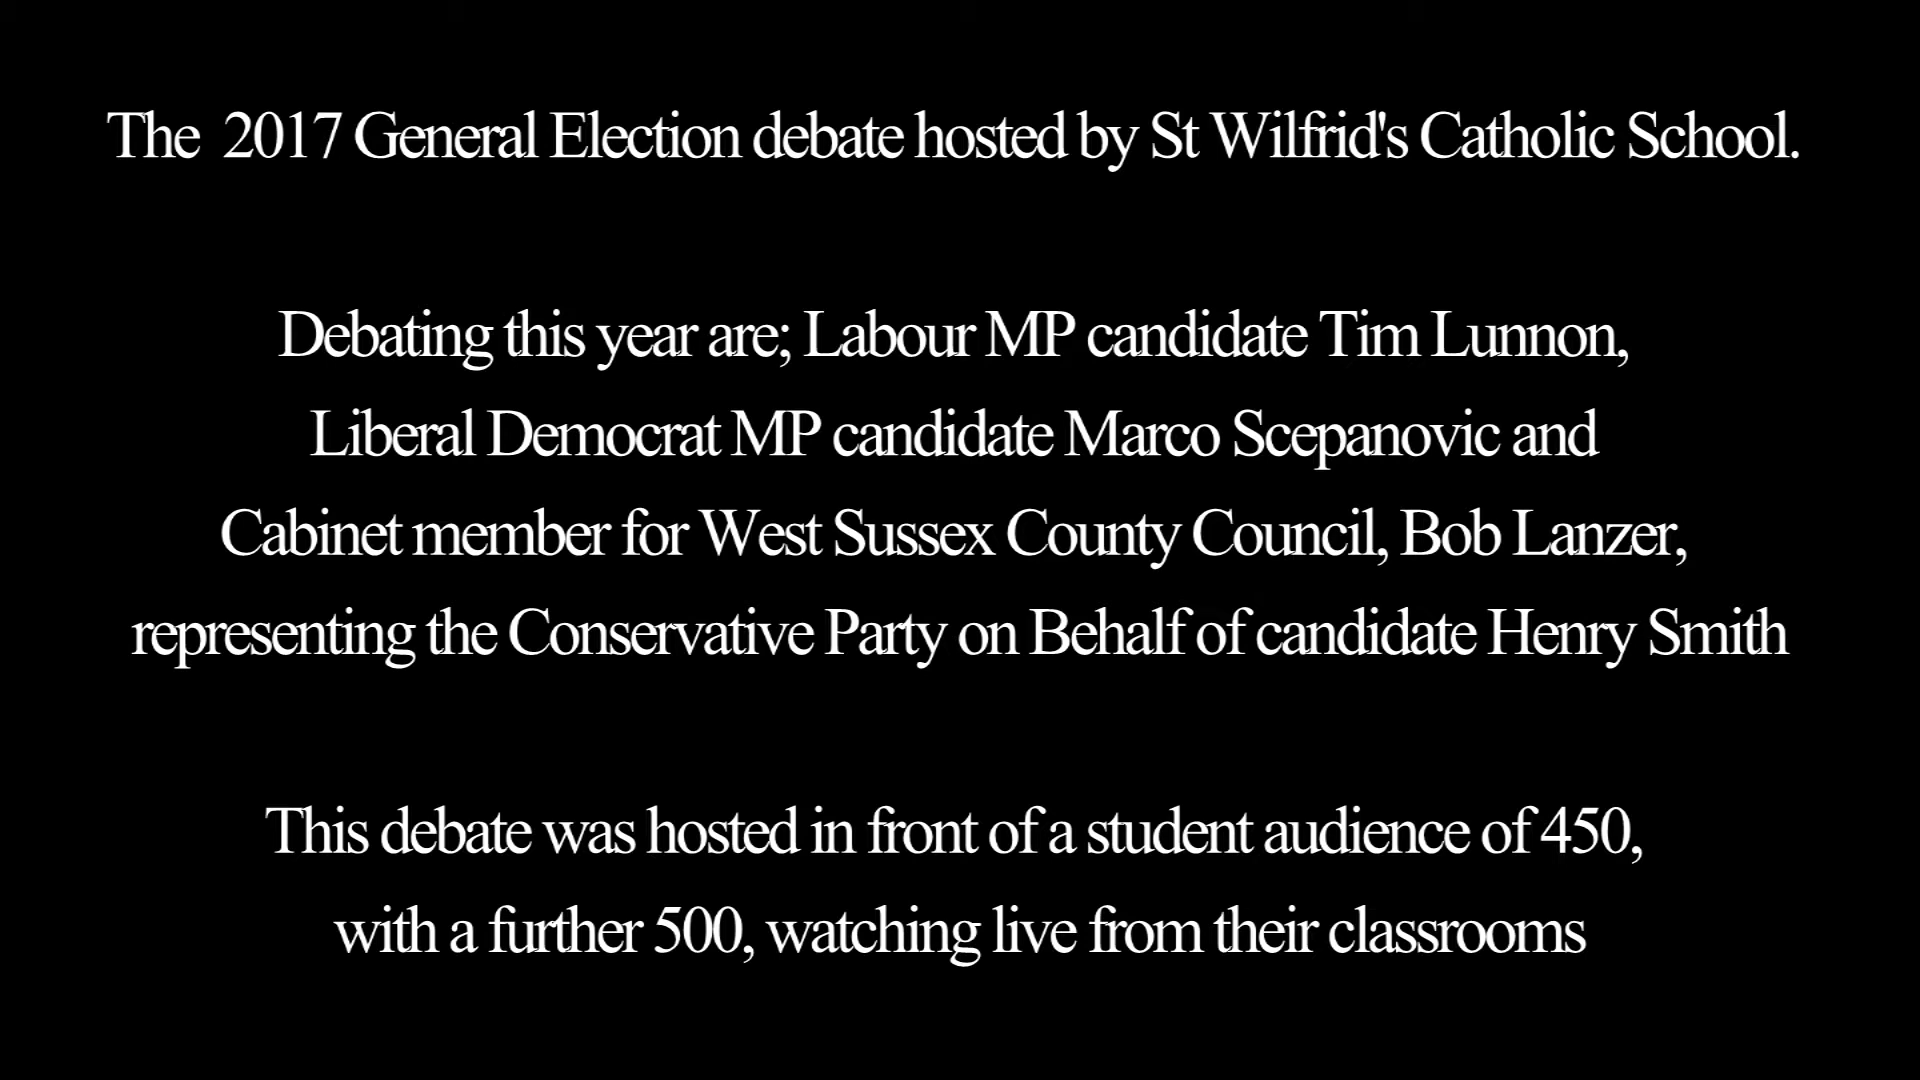 The  2017 General Election debate hosted by St Wilfrid's Catholic School.
Debating this year are; Labour MP candidate Tim Lunnon,
Liberal Democrat MP candidate Marco Scepanovic and
Cabinet member for West Sussex County Council, Bob Lanzer,
representing the Conservative Party on Behalf of candidate Henry Smith
This debate was hosted in front of a student audience of 450,
with a further 500, watching live from their classrooms